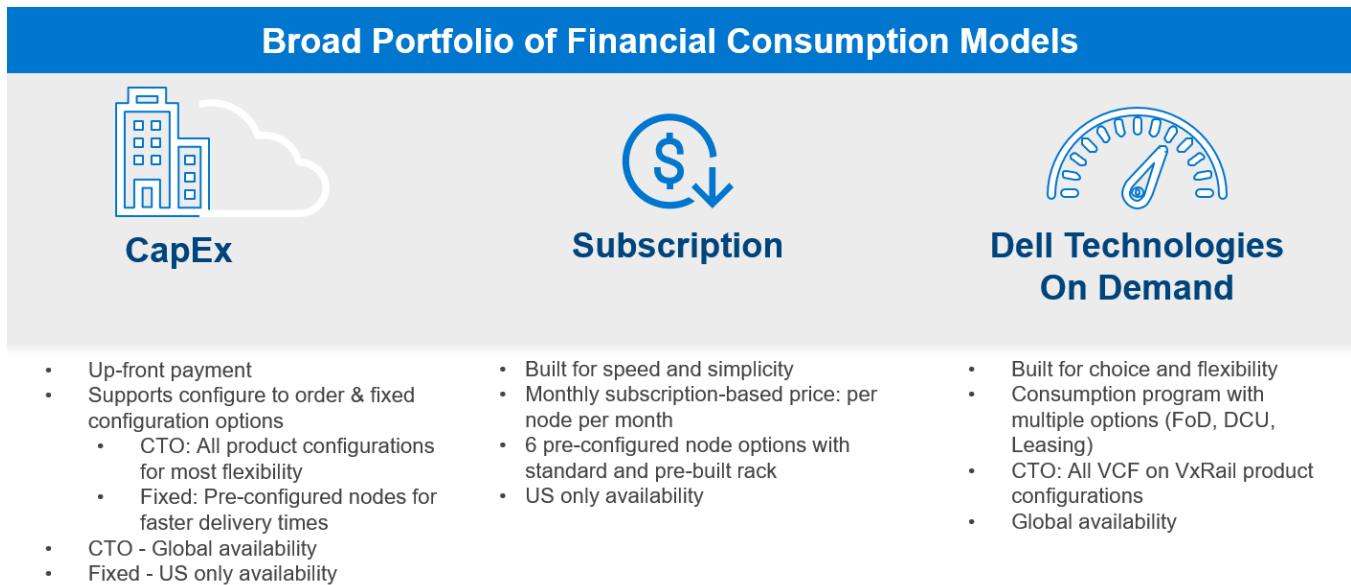 Broad Portfolio of Financial Consumption Models
CapEx
• Up-front payment
• Supports configure to order & fixed
configuration options
• CTO: All product configurations
for most flexibility
• Fixed: Pre-configured nodes for
faster delivery times
• CTO - Global availability
• Fixed - US only availability
$
Subscription
• Built for speed and simplicity
• Monthly subscription-based price: per
node per month
• 6 pre-configured node options with
standard and pre-built rack
• US only availability
Dell Technologies
On Demand
• Built for choice and flexibility
• Consumption program with
multiple options (FoD, DCU,
Leasing)
• CTO: All VCF on VxRail product
configurations
• Global availability